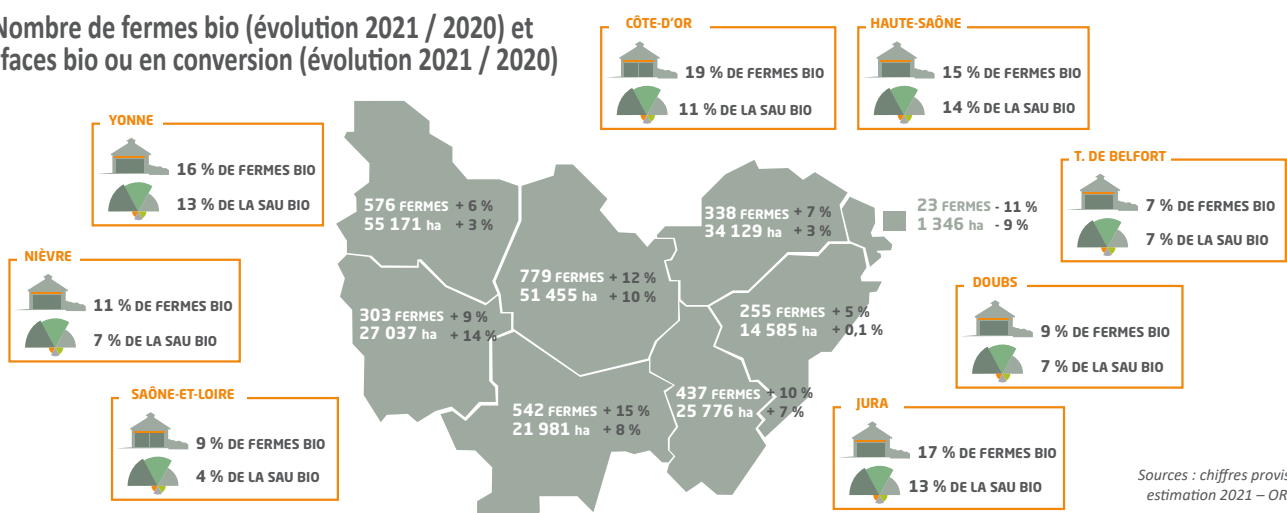 Nombre de fermes bio (évolution 2021 / 2020) et
faces bio ou en conversion (évolution 2021 / 2020)
CÔTE-D'OR
19 % DE FERMES BIO
11 % DE LA SAU BIO
HAUTE-SAÔNE
15 % DE FERMES BIO
14 % DE LA SAU BIO
YONNE
16 % DE FERMES BIO
13 % DE LA SAU BIO
T. DE BELFORT
7 % DE FERMES BIO
7 % DE LA SAU BIO
576 FERMES + 6 %
55 171 ha + 3 %
338 FERMES + 7 %
34 129 ha + 3 %
23 FERMES - 11 %
1 346 ha - 9 %
NIÈVRE
11 % DE FERMES BIO
7 % DE LA SAU BIO
779 FERMES + 12 %
51 455 ha + 10 %
303 FERMES + 9 %
27 037 ha + 14 %
255 FERMES + 5 %
14 585 ha + 0,1 %
DOUBS
9 % DE FERMES BIO
7 % DE LA SAU BIO
SAÔNE-ET-LOIRE
9 % DE FERMES BIO
4 % DE LA SAU BIO
542 FERMES + 15 %
21 981 ha + 8 %
437 FERMES + 10 %
25 776 ha + 7 %
JURA
17 % DE FERMES BIO
13 % DE LA SAU BIO
Sources : chiffres provis
estimation 2021 – OR